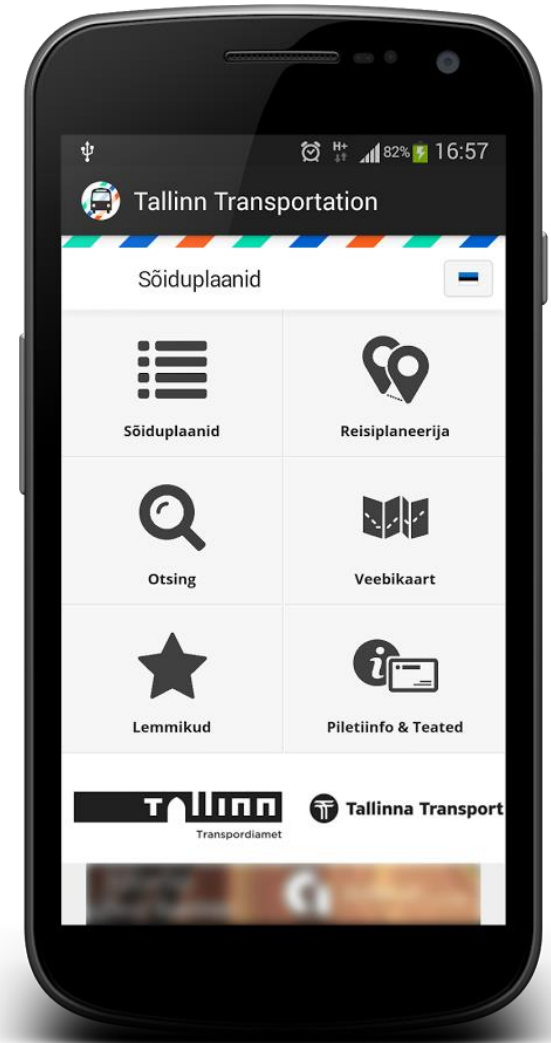 H+
82% 16:57
Tallinn Transportation
Sõiduplaanid
Sõiduplaanid Reisiplaneerija
Otsing Veebikaart
Lemmikud Piletiinfo & Teated
TALLINN Tallinna Transport
Transpordiamet